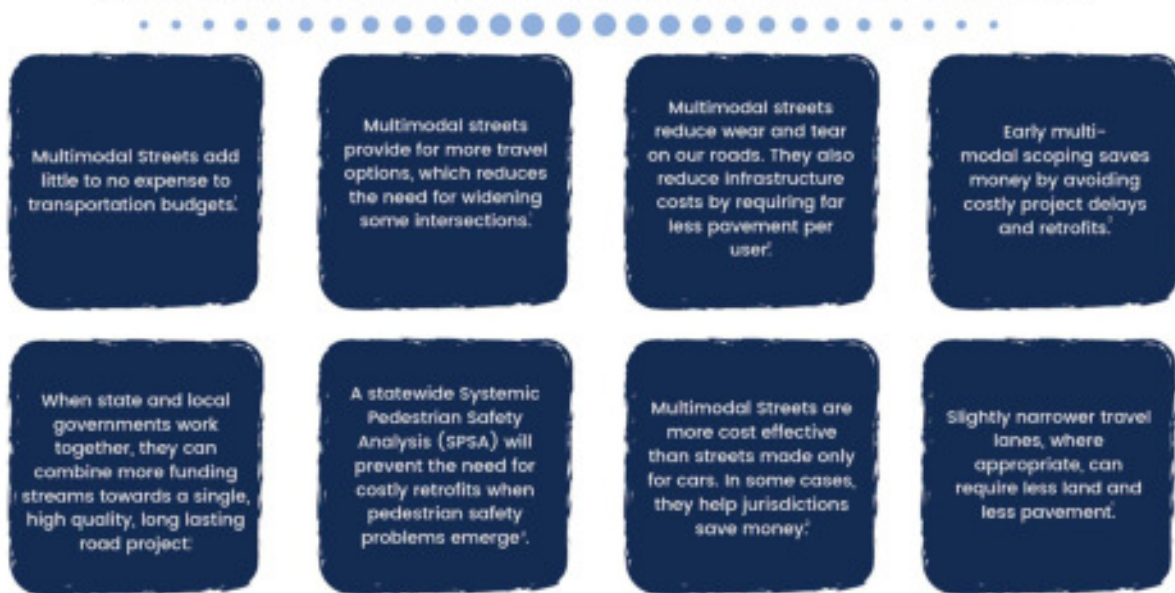 Multimodal Streets add
little to no expense to
transportation budgets.
Multimodal streets
provide for more travel
options, which reduces
the need for widening
some intersections.
Multimodal streets
reduce wear and tear
on our roads. They also
reduce infrastructure
costs by requiring far
less pavement per
user.
Early multi-
modal scoping saves
money by avoiding
costly project delays
and retrofits.
When state and local
governments work
together, they can
combine more funding
streams towards a single,
high quality, long lasting
road project.
A statewide Systemic
Pedestrian Safety
Analysis (SPSA) will
prevent the need for
costly retrofits when
pedestrian safety
problems emerge.
Multimodal Streets are
more cost effective
than streets made only
for cars. In some cases,
they help jurisdictions
save money.
Slightly narrower travel
lanes, where
appropriate, can
require less land and
less pavement.